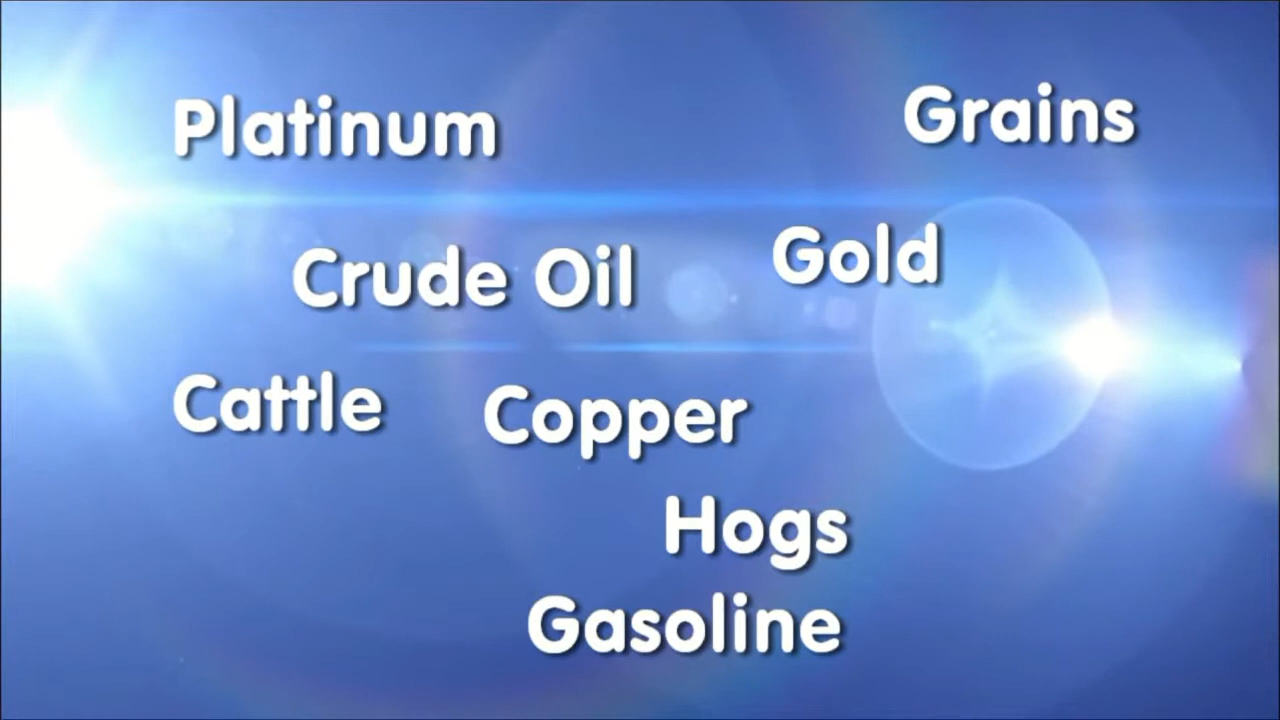 Platinum
Grains
Crude Oil
Gold
Cattle
Copper
Hogs
Gasoline